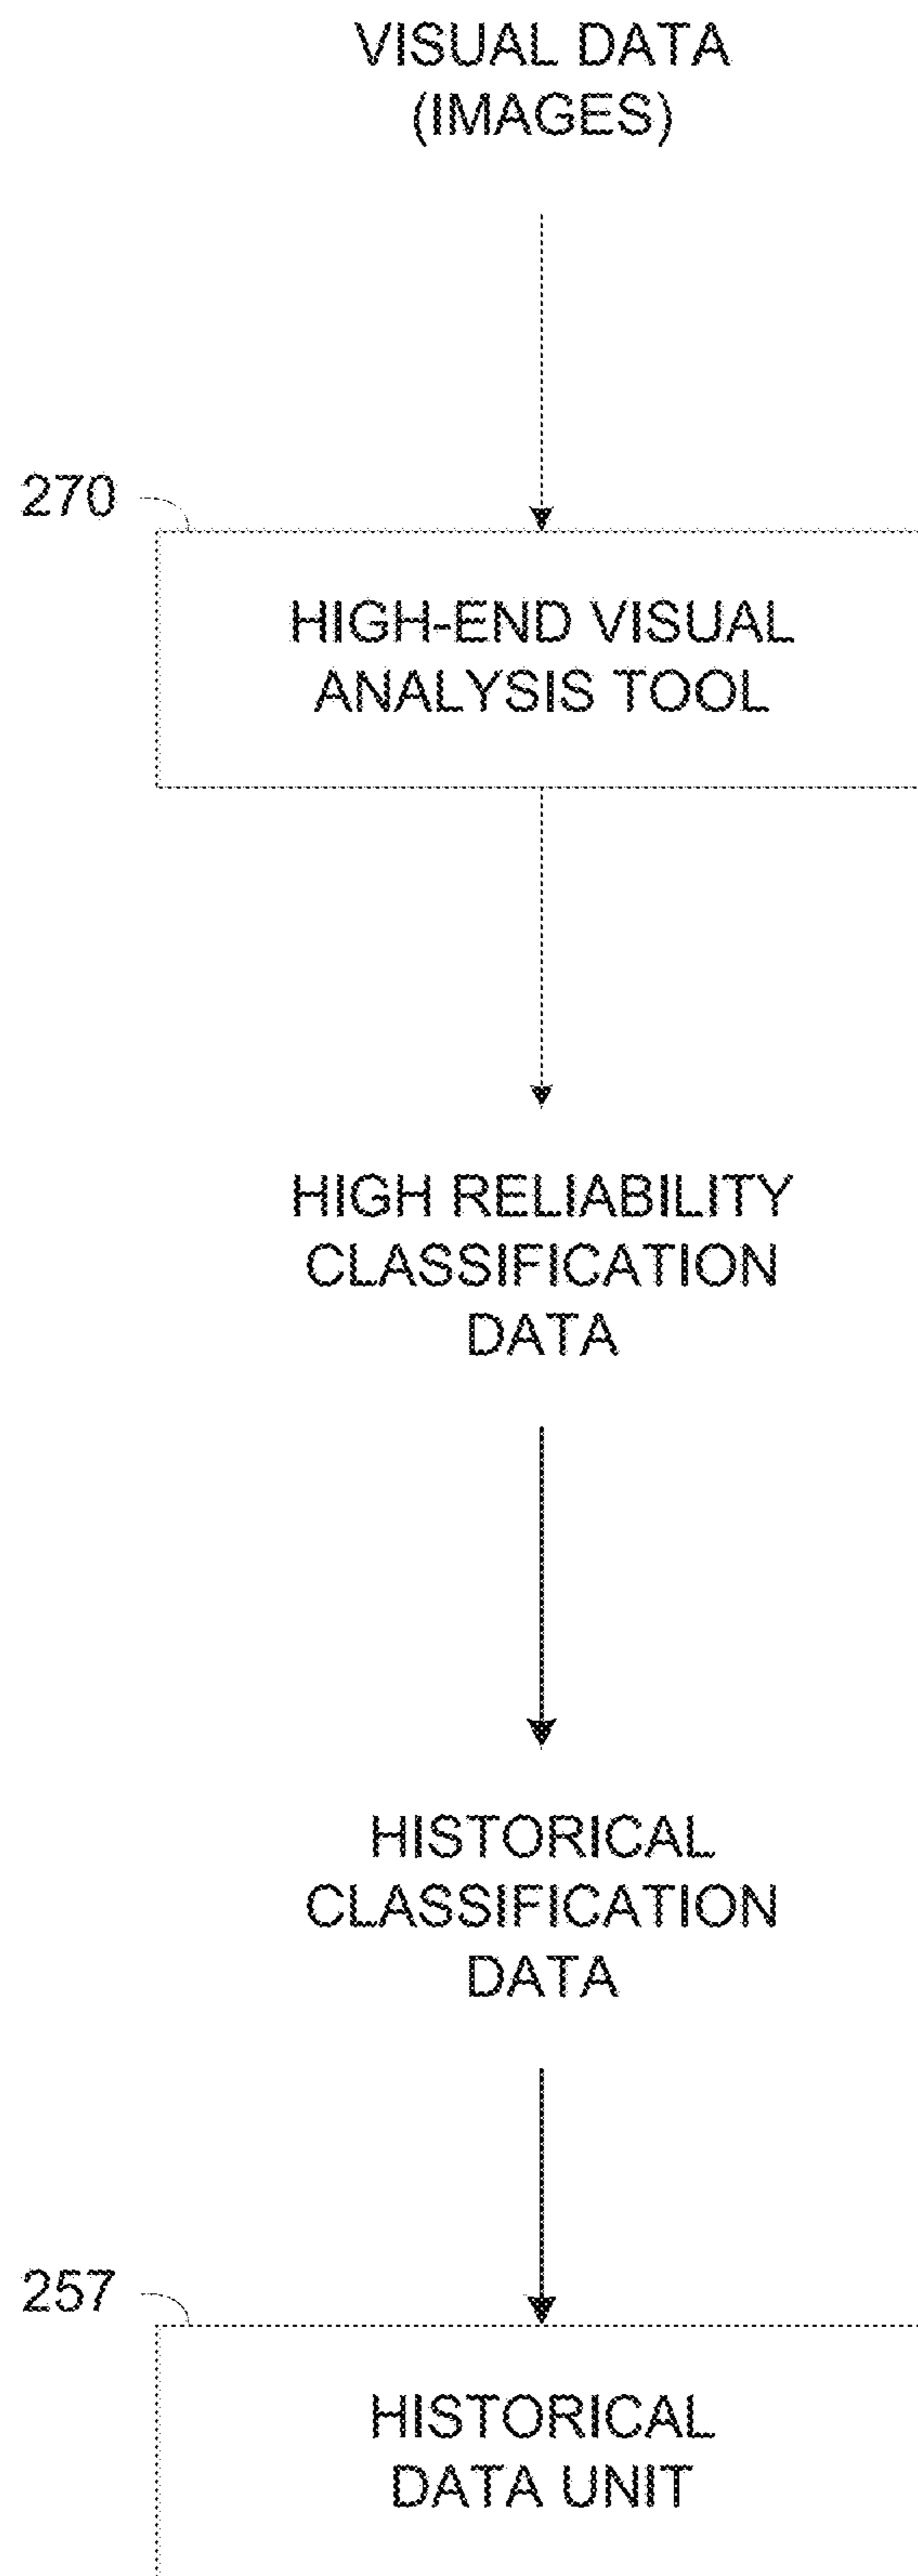 VISUAL DATA
(IMAGES)
270
HIGH-END VISUAL
ANALYSIS TOOL
HIGH RELIABILITY
CLASSIFICATION
DATA
HISTORICAL
CLASSIFICATION
DATA
257
HISTORICAL
DATA UNIT